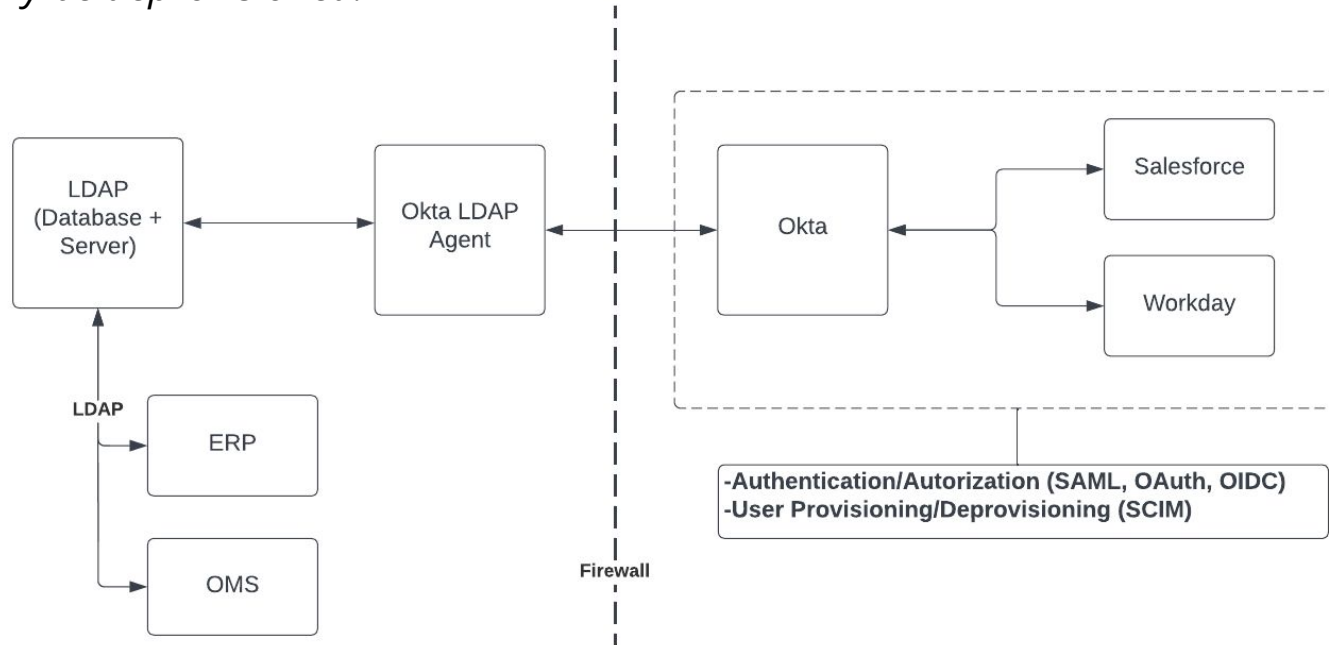 LDAP
(Database +
Server)
Okta LDAP
Agent
Okta
Salesforce
Workday
LDAP
ERP
OMS
Firewall
-Authentication/Autorization (SAML, OAuth, OIDC)
-User Provisioning/Deprovisioning (SCIM)